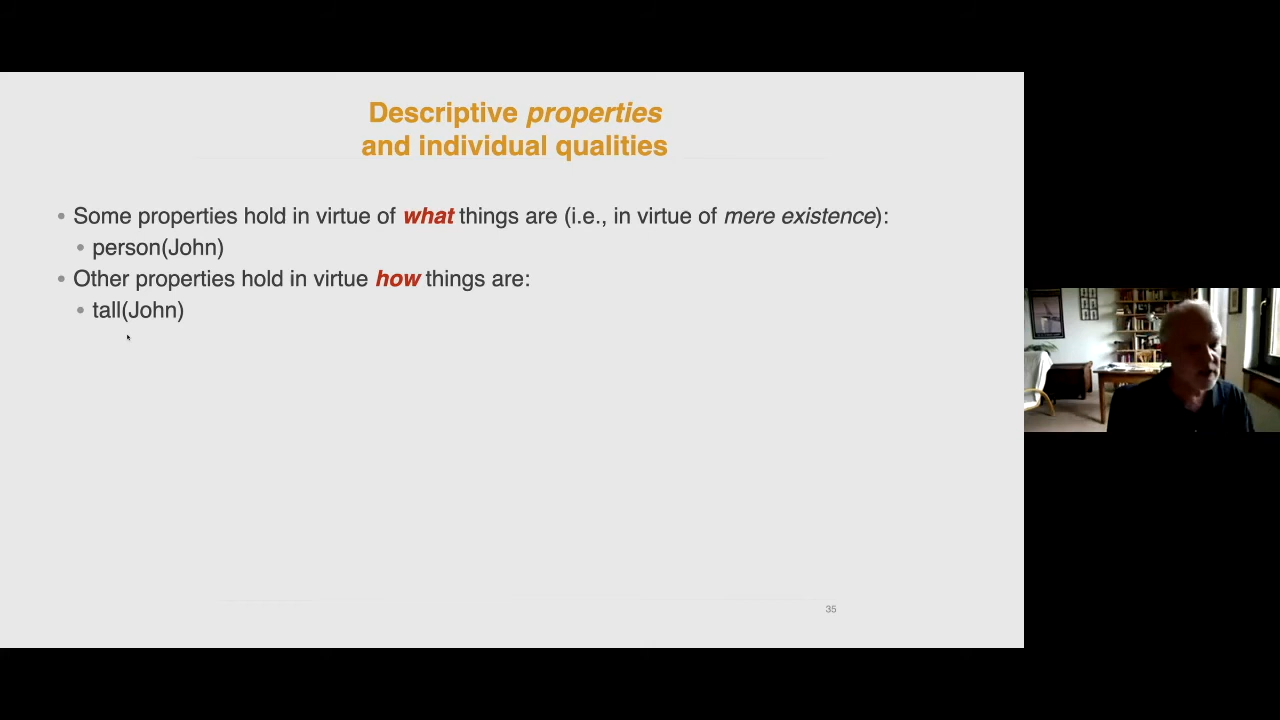 Descriptive properties
and individual qualities
• Some properties hold in virtue of what things are (i.e., in virtue of mere existence):
• person(John)
• Other properties hold in virtue how things are:
• tall(John)
35